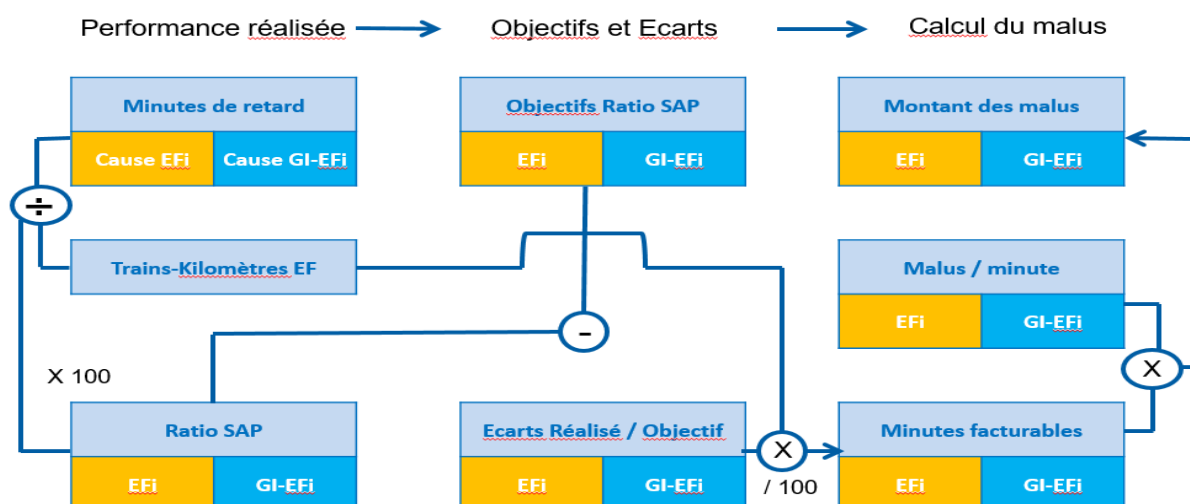 Performance réalisée
Objectifs et Ecarts
Calcul du malus
Minutes de retard
Objectifs Ratio SAP
Montant des malus
Cause EFi
Cause GI-EFi
EFi
GI-EFi
EFi
GI-EFi
÷
Trains-Kilomètres EF
Malus / minute
EFi
GI-EFi
-
X
X 100
Ratio SAP
Ecarts Réalisé / Objectif
X
Minutes facturables
EFi
GI-EFi
EFi
GI-EFi
/ 100
EFi
GI-EFi